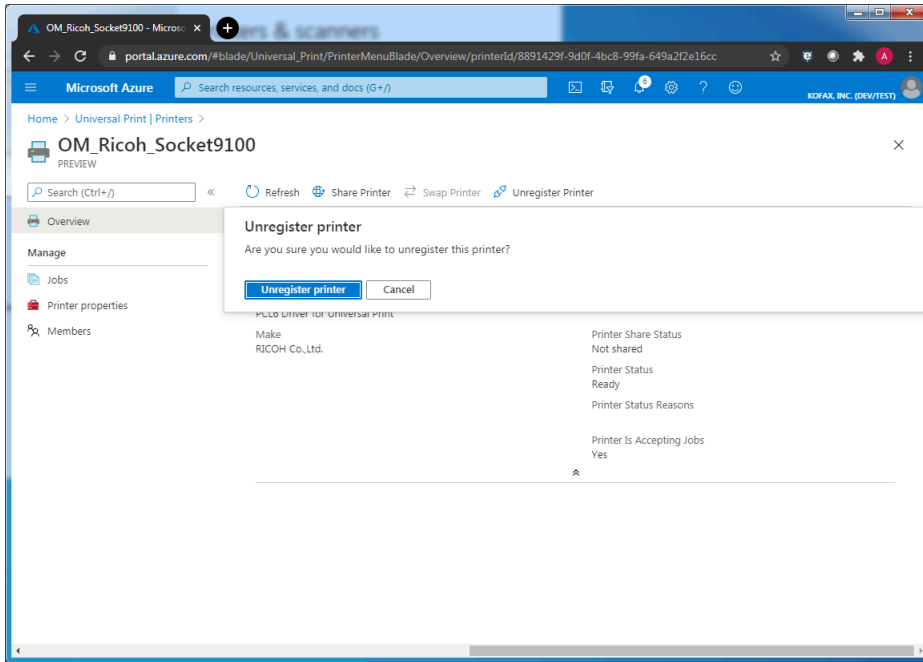 ers & scanners
OM_Ricoh_Socket9100 - Micros
portal.azure.com/#blade/Universal_Print/PrinterMenuBlade/Overview/printerId/8891429f-9d0f-4bc8-99fa-649a2f2e16cc
A
Microsoft Azure
Search resources, services, and docs (G+/)
6
KOFAX, INC. (DEV/TEST)
Home > Universal Print | Printers >
OM_Ricoh_Socket9100
PREVIEW
Search (Ctrl+/)
«
Refresh Share Printer Swap Printer Unregister Printer
Overview
Manage
Jobs
Printer properties
Members
Unregister printer
Are you sure you would like to unregister this printer?
Unregister printer Cancel
PCL6 Driver for Universal Print
Make
RICOH Co.,Ltd.
Printer Share Status
Not shared
Printer Status
Ready
Printer Status Reasons
Printer Is Accepting Jobs
Yes